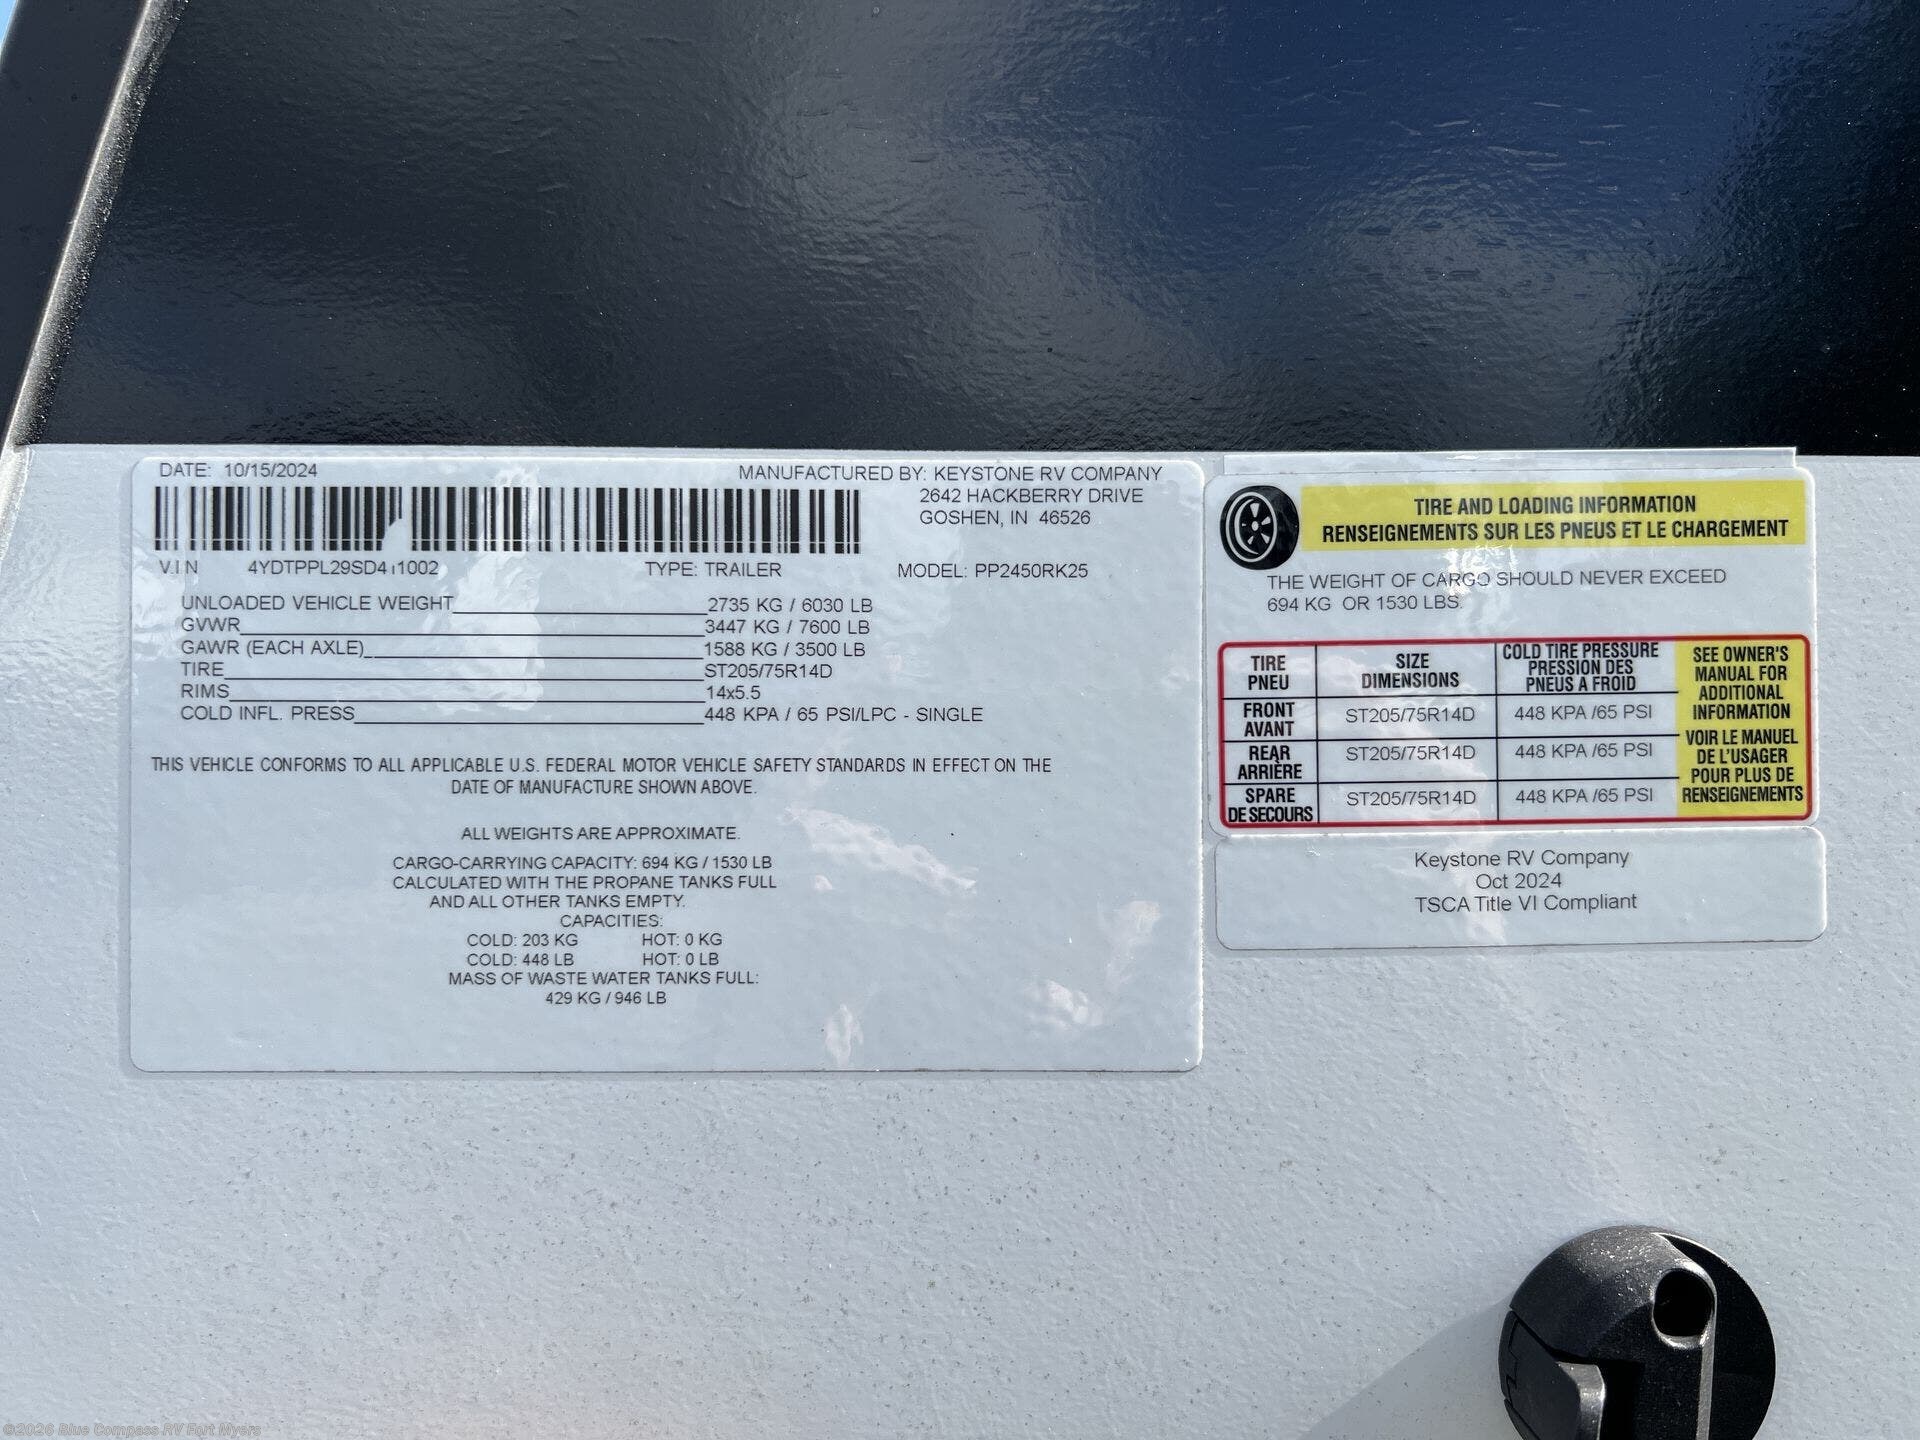 DATE: 10/15/2024
MANUFACTURED BY: KEYSTONE RV COMPANY
2642 HACKBERRY DRIVE
GOSHEN, IN 46526
VIN
TYPE: TRAILER
MODEL: PP2450RK25
UNLOADED VEHICLE WEIGHT 2735 KG / 6030 LB
GVWR 3447 KG / 7600 LB
GAWR (EACH AXLE) 1588 KG / 3500 LB
TIRE ST205/75R14D
RIMS 14x5.5
COLD INFL. PRESS 448 KPA / 65 PSI/LPC - SINGLE
THIS VEHICLE CONFORMS TO ALL APPLICABLE U.S. FEDERAL MOTOR VEHICLE SAFETY STANDARDS IN EFFECT ON THE
DATE OF MANUFACTURE SHOWN ABOVE.
ALL WEIGHTS ARE APPROXIMATE.
CARGO-CARRYING CAPACITY: 694 KG / 1530 LB
CALCULATED WITH THE PROPANE TANKS FULL
AND ALL OTHER TANKS EMPTY.
CAPACITIES:
COLD: 203 KG HOT: 0 KG
COLD: 448 LB HOT: 0 LB
MASS OF WASTE WATER TANKS FULL:
429 KG / 946 LB
TIRE AND LOADING INFORMATION
RENSEIGNEMENTS SUR LES PNEUS ET LE CHARGEMENT
THE WEIGHT OF CARGO SHOULD NEVER EXCEED
694 KG OR 1530 LBS.
TIRE
PNEU
SIZE
DIMENSIONS
COLD TIRE PRESSURE
PRESSION DES
PNEUS A FROID
FRONT
AVANT
ST205/75R14D
448 KPA /65 PSI
REAR
ARRIÈRE
ST205/75R14D
448 KPA /65 PSI
SPARE
DE SECOURS
ST205/75R14D
448 KPA /65 PSI
SEE OWNER'S
MANUAL FOR
ADDITIONAL
INFORMATION
VOIR LE MANUEL
DE L'USAGER
POUR PLUS DE
RENSEIGNEMENTS
Keystone RV Company
Oct 2024
TSCA Title VI Compliant
©2026 Blue Compass RV Fort Myers